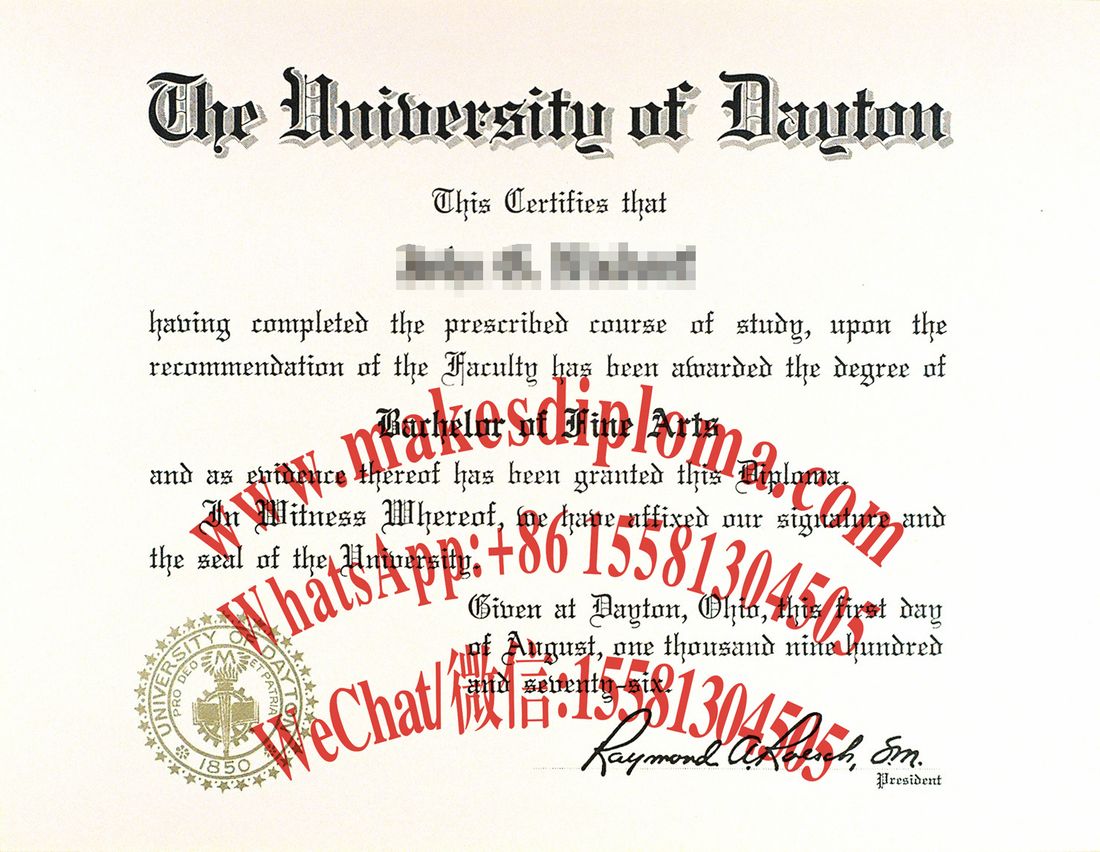 The University of Dayton
This Certifies that
having completed the prescribed course of study, upon the
recommendation of the Faculty has been awarded the degree of
Bachelor of Fine Arts
and as evidence thereof has been granted this Diploma.
In Witness Whereof, we have affixed our signature and
the seal of the University.
Given at Dayton, Ohio, this first day
of August, one thousand nine hundred
and seventy-six.
Raymond A. Roesch, S.M.
President
UNIVERSITY OF DAYTON
PRO DEO ET PATRIA
1850
www.makesdiploma.com
WhatsApp:+86 15581304505
WeChat/微信:15581304505